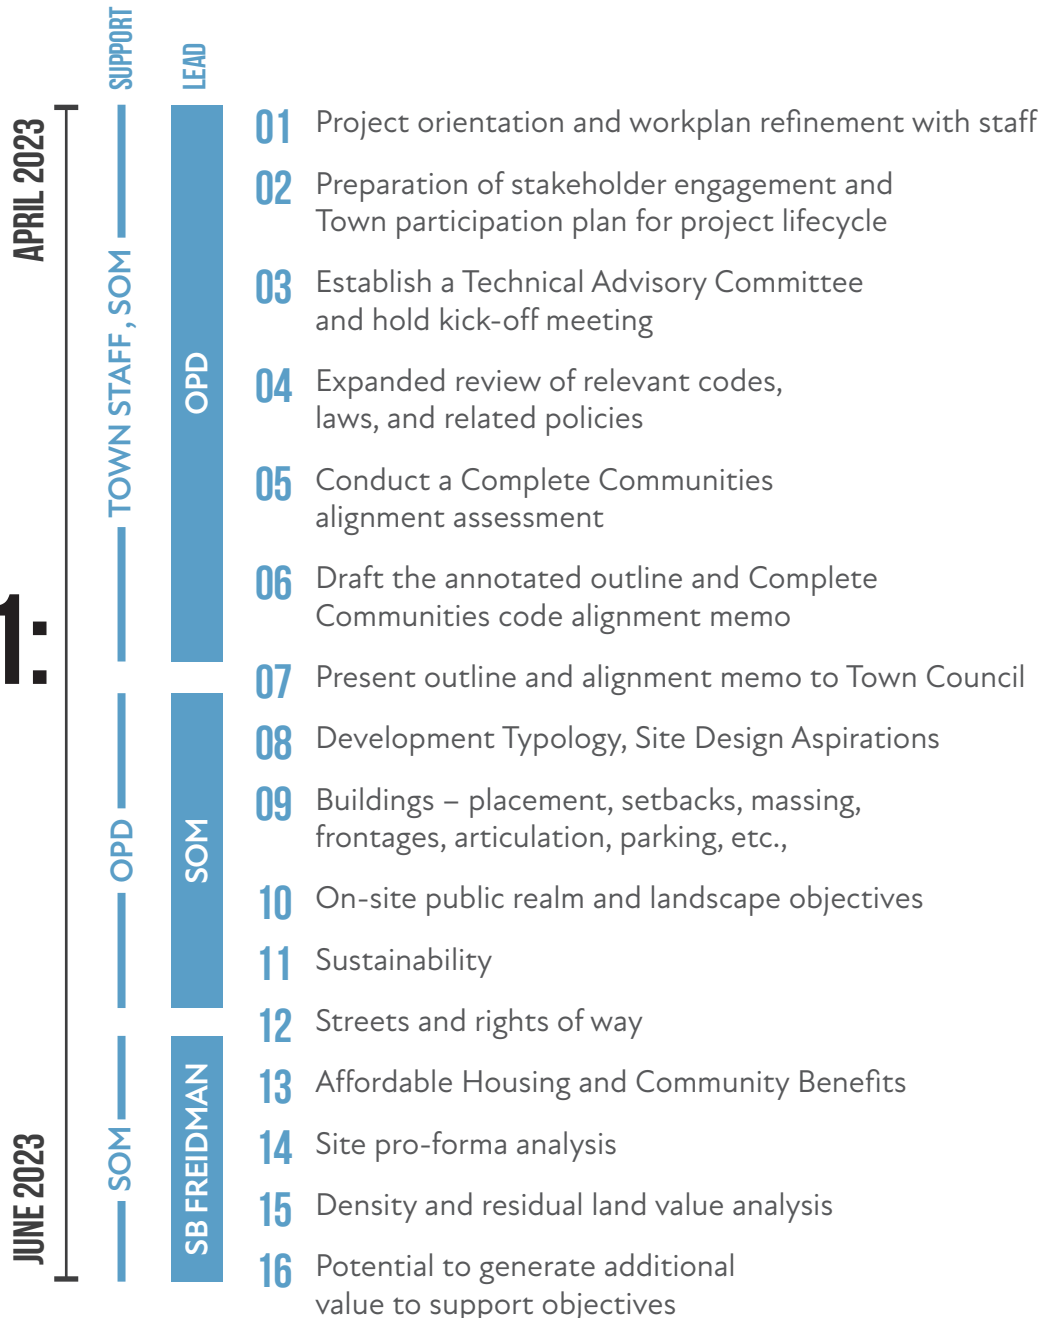 SUPPORT
LEAD
APRIL 2023
JUNE 2023
1:
TOWN STAFF, SOM
OPD
SOM
OPD
SOM
SB FREIDMAN
01 Project orientation and workplan refinement with staff
02 Preparation of stakeholder engagement and
Town participation plan for project lifecycle
03 Establish a Technical Advisory Committee
and hold kick-off meeting
04 Expanded review of relevant codes,
laws, and related policies
05 Conduct a Complete Communities
alignment assessment
06 Draft the annotated outline and Complete
Communities code alignment memo
07 Present outline and alignment memo to Town Council
08 Development Typology, Site Design Aspirations
09 Buildings – placement, setbacks, massing,
frontages, articulation, parking, etc.,
10 On-site public realm and landscape objectives
11 Sustainability
12 Streets and rights of way
13 Affordable Housing and Community Benefits
14 Site pro-forma analysis
15 Density and residual land value analysis
16 Potential to generate additional
value to support objectives